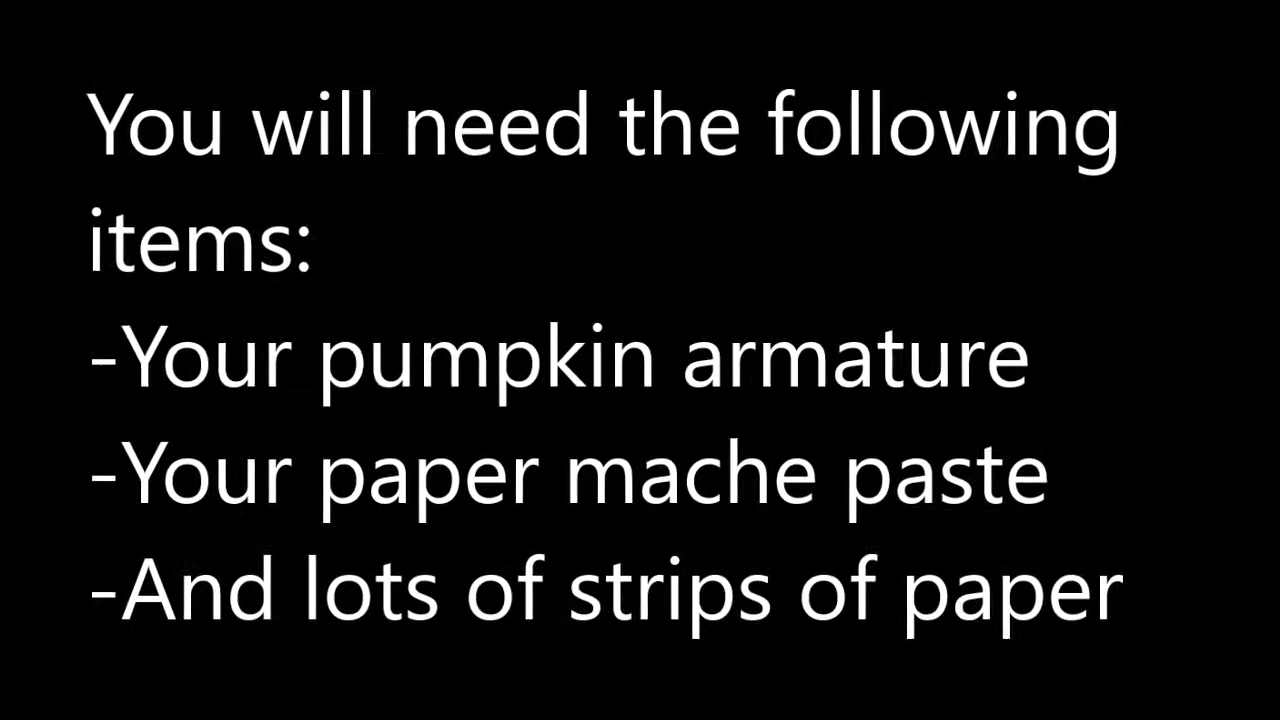 You will need the following
items:
-Your pumpkin armature
-Your paper mache paste
-And lots of strips of paper